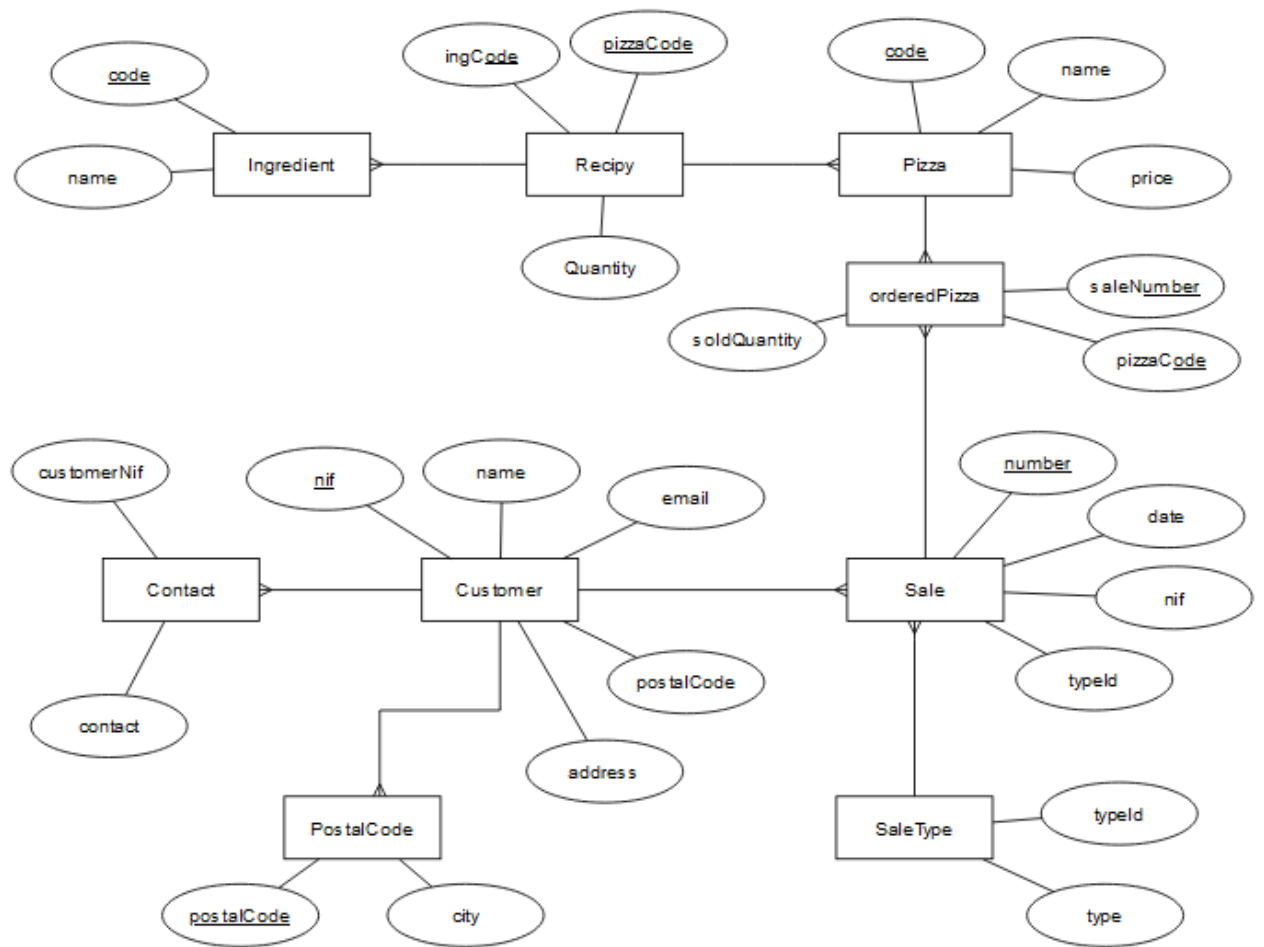 ingCode
pizzaCode
code
code
name
Ingredient
Recipy
Pizza
name
price
Quantity
orderedPizza
saleNumber
soldQuantity
pizzaCode
customerNif
nif
name
email
number
date
Contact
Customer
Sale
nif
contact
postalCode
typeId
address
PostalCode
SaleType
typeId
postalCode
city
type